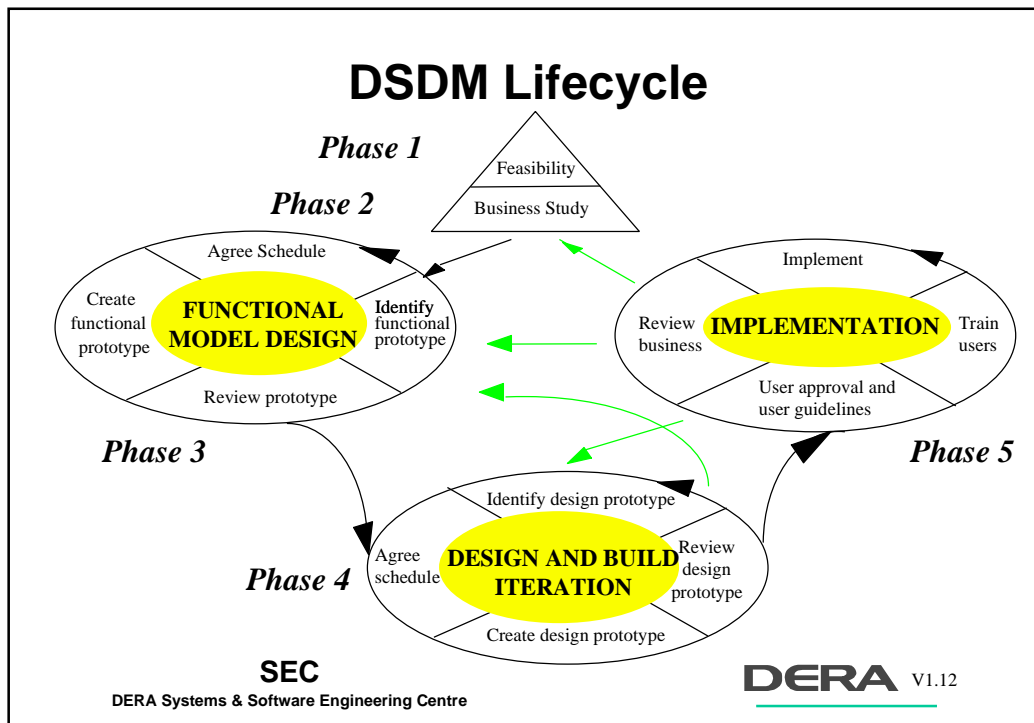 DSDM Lifecycle
Phase 1
Feasibility
Business Study
Phase 2
Agree Schedule
Create
functional
prototype
FUNCTIONAL
MODEL DESIGN
Identify
functional
prototype
Review prototype
Phase 3
Implement
Review
business
IMPLEMENTATION
Train
users
User approval and
user guidelines
Phase 5
Identify design prototype
Agree
schedule
DESIGN AND BUILD
ITERATION
Review
design
prototype
Create design prototype
Phase 4
SEC
DERA Systems & Software Engineering Centre
DERA
V1.12